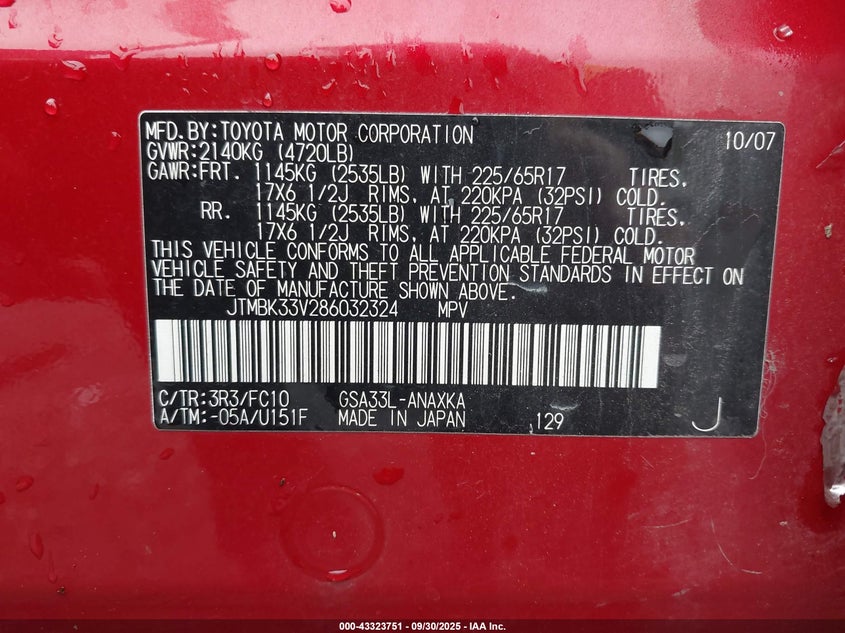 MFD.BY:TOYOTA MOTOR CORPORATION 10/07
GVWR:2140KG (4720LB)
GAWR:FRT. 1145KG (2535LB) WITH 225/65R17 TIRES,
17X6 1/2J RIMS, AT 220KPA (32PSI) COLD.
RR. 1145KG (2535LB) WITH 225/65R17 TIRES,
17X6 1/2J RIMS, AT 220KPA (32PSI) COLD.
THIS VEHICLE CONFORMS TO ALL APPLICABLE FEDERAL MOTOR
VEHICLE SAFETY AND THEFT PREVENTION STANDARDS IN EFFECT ON
THE DATE OF MANUFACTURE SHOWN ABOVE.
JTMBK33V286032324 MPV
C/TR:3R3/FC10 GSA33L-ANAXKA
A/TM:-05A/U151F MADE IN JAPAN 129 J
000-43323751 - 09/30/2025 - IAA Inc.